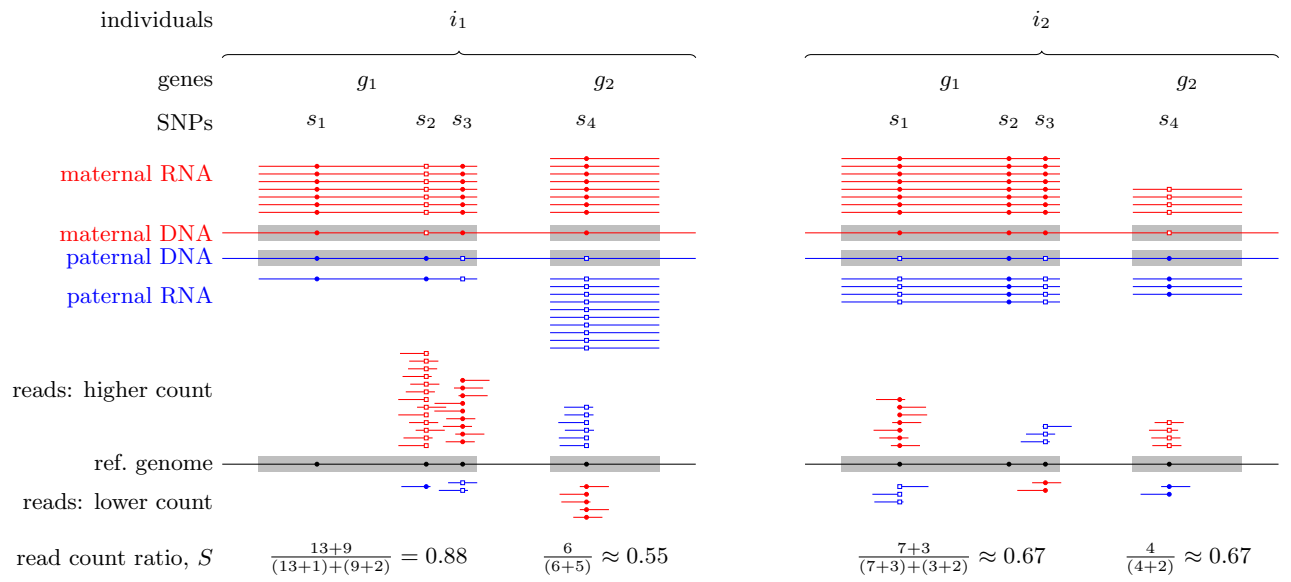 individuals i₁ i₂
genes g₁ g₂ g₁ g₂
SNPs s₁ s₂ s₃ s₄ s₁ s₂ s₃ s₄
maternal RNA
maternal DNA
paternal DNA
paternal RNA
reads: higher count
ref. genome
reads: lower count
read count ratio, S 13+9/(13+1)+(9+2) = 0.88 6/(6+5) ≈ 0.55 7+3/(7+3)+(3+2) ≈ 0.67 4/(4+2) ≈ 0.67